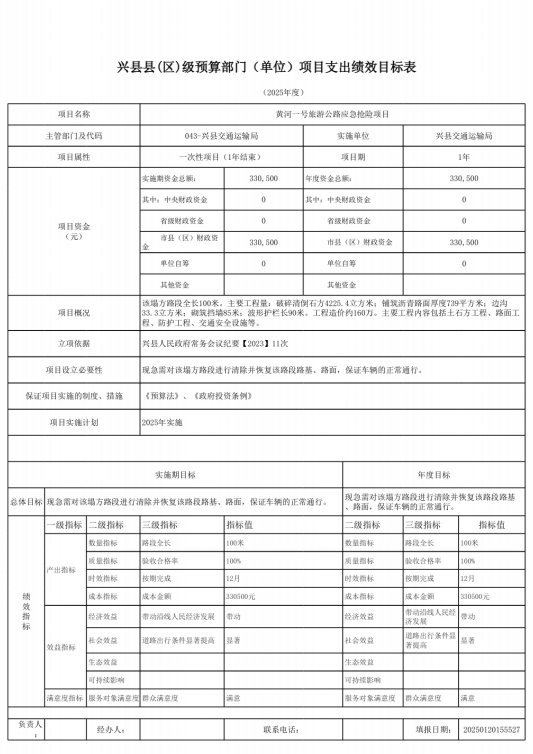 兴县县(区)级预算部门（单位）项目支出绩效目标表
（2025年度）
项目名称 黄河一号旅游公路应急抢险项目
主管部门及代码 043-兴县交通运输局 实施单位 兴县交通运输局
项目属性 一次性项目（1年结束） 项目期 1年
项目资金
（元）
实施期资金总额: 330,500 年度资金总额: 330,500
其中: 中央财政资金 0 其中: 中央财政资金 0
省级财政资金 0 省级财政资金 0
市县（区）财政资金 330,500 市县（区）财政资金 330,500
单位自筹 0 单位自筹 0
其他资金 其他资金
项目概况
该塌方路段全长100米。主要工程量：破碎清倒石方4225.4立方米；铺筑沥青路面厚度739平方米；边沟
33.3立方米；砌筑挡墙85米；波形护栏长90米。工程造价约160万。主要工程内容包括土石方工程、路面工
程、防护工程、交通安全设施等。
立项依据 兴县人民政府常务会议纪要【2023】11次
项目设立必要性 现急需对该塌方路段进行清除并恢复该路段路基、路面，保证车辆的正常通行。
保证项目实施的制度、措施 《预算法》、《政府投资条例》
项目实施计划 2025年实施
实施期目标 年度目标
总体目标 现急需对该塌方路段进行清除并恢复该路段路基、路面，保证车辆的正常通行。 现急需对该塌方路段进行清除并恢复该路段路基
、路面，保证车辆的正常通行。
绩效指标
一级指标 二级指标 三级指标 指标值 二级指标 三级指标 指标值
产出指标
数量指标 路段全长 100米 数量指标 路段全长 100米
质量指标 验收合格率 100% 质量指标 验收合格率 100%
时效指标 按期完成 12月 时效指标 按期完成 12月
成本指标 成本金额 330500元 成本指标 成本金额 330500元
效益指标
经济效益 带动沿线人民经济发展 带动 经济效益 带动沿线人民经济发展 带动
社会效益 道路出行条件显著提高 显著 社会效益 道路出行条件显著提高 显著
生态效益 生态效益
可持续影响 可持续影响
满意度指标 服务对象满意度 群众满意度 满意 服务对象满意度 群众满意度 满意
负责人： 经办人: 联系电话: 填报日期: 20250120155527